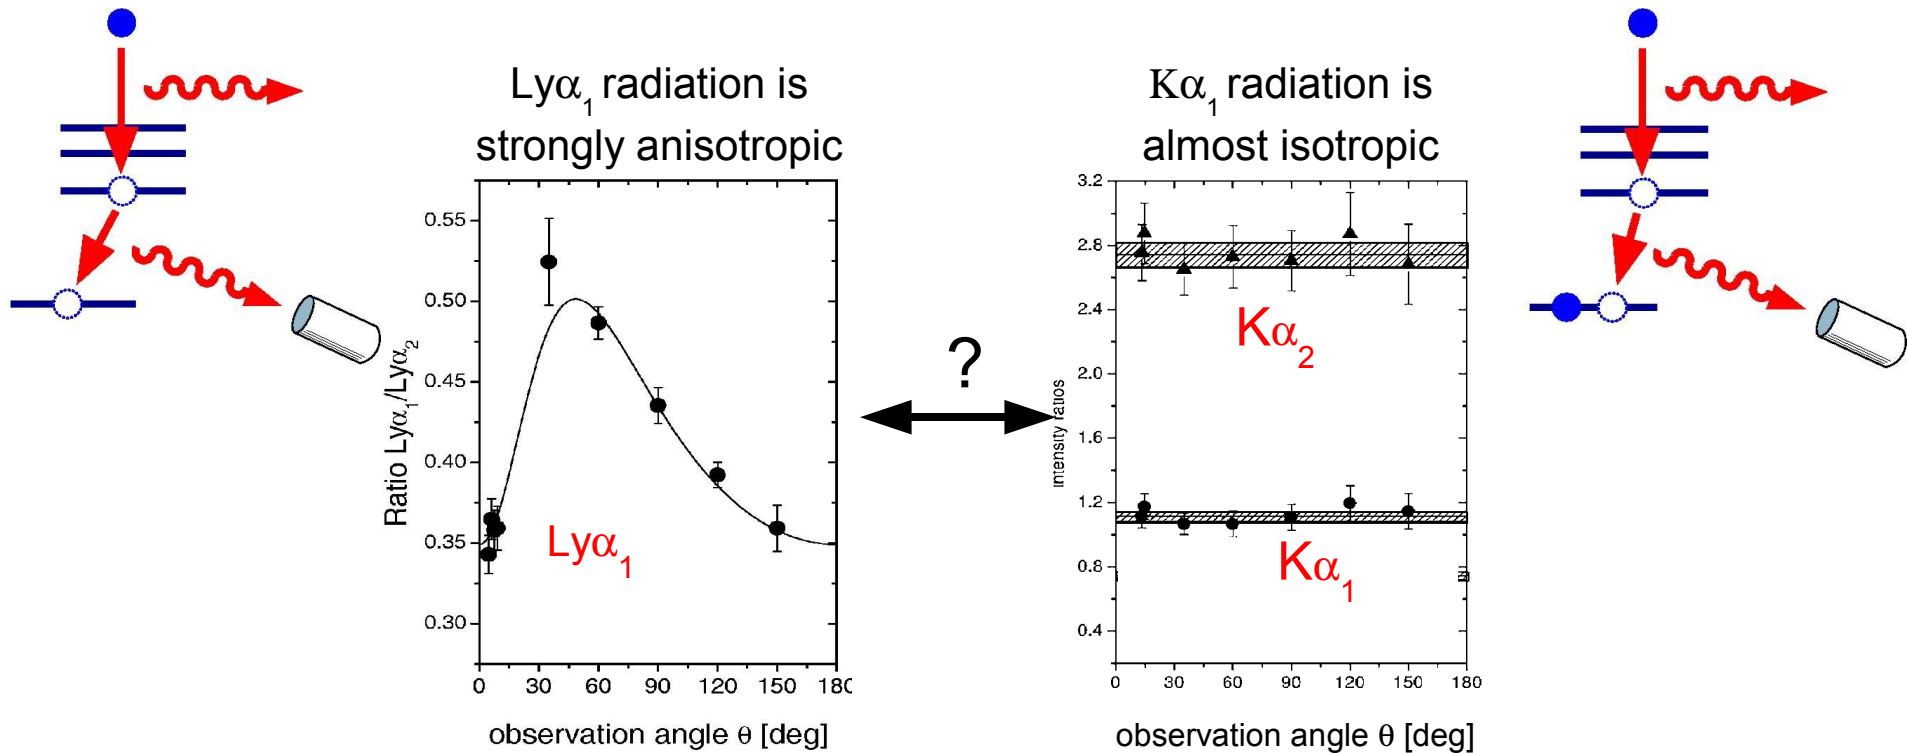 Lyα₁ radiation is
strongly anisotropic
Ratio Lyα₁/Lyα₂
0.55
0.50
0.45
0.40
0.35
0.30
Lyα₁
0 30 60 90 120 150
observation angle θ [deg]
?
Kα₁ radiation is
almost isotropic
intensity ratios
3.2
2.8
2.4
2.0
1.6
1.2
0.8
0.4
Kα₂
Kα₁
0 30 60 90 120 150 180
observation angle θ [deg]